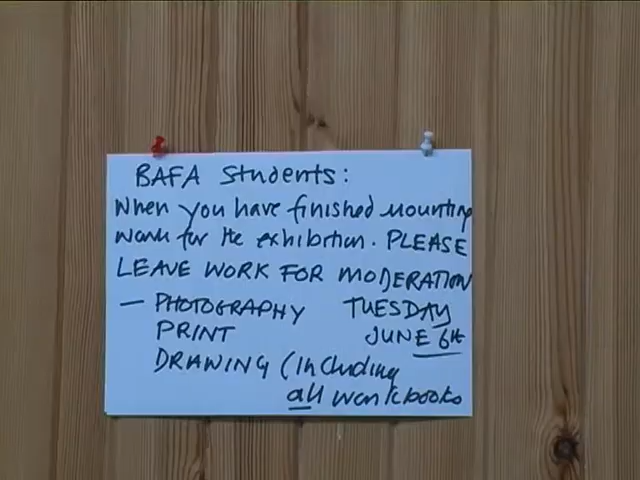 BAFA Students:
When you have finished mounting
work for the exhibition. PLEASE
LEAVE WORK FOR MODERATION
— PHOTOGRAPHY TUESDAY
PRINT JUNE 6th
DRAWING (including
all workbooks